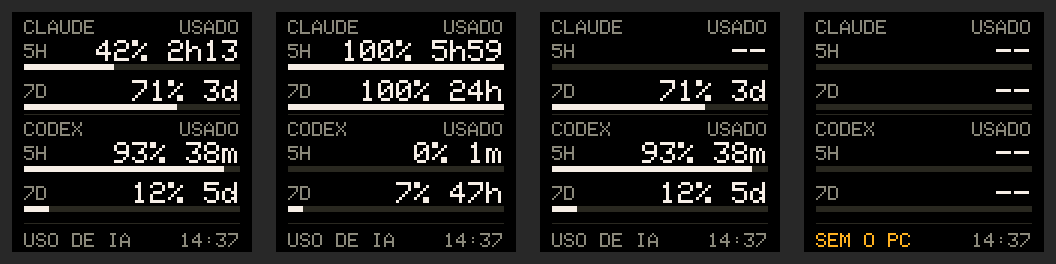 CLAUDE USADO
5H 42% 2h13
7D 71% 3d
CODEX USADO
5H 93% 38m
7D 12% 5d
USO DE IA 14:37
CLAUDE USADO
5H 100% 5h59
7D 100% 24h
CODEX USADO
5H 0% 1m
7D 7% 47h
USO DE IA 14:37
CLAUDE USADO
5H --
7D 71% 3d
CODEX USADO
5H 93% 38m
7D 12% 5d
USO DE IA 14:37
CLAUDE USADO
5H --
7D --
CODEX USADO
5H --
7D --
SEM O PC 14:37